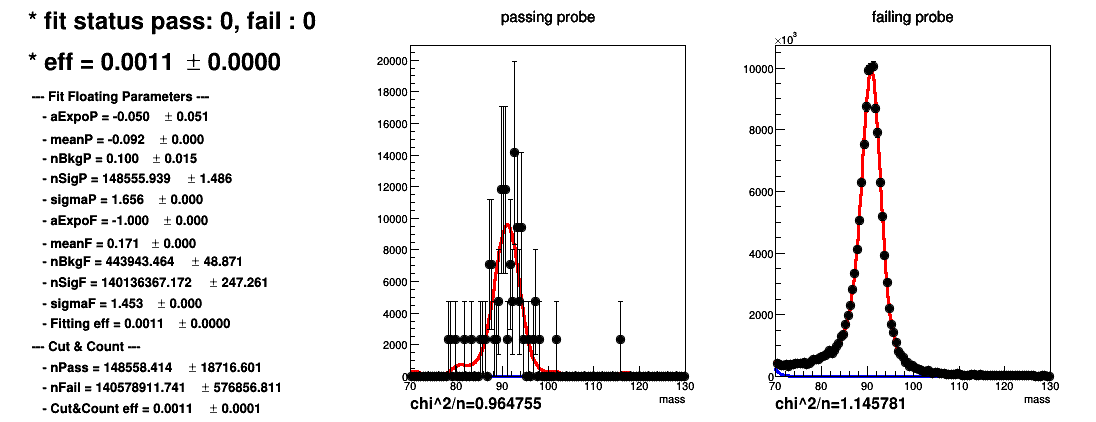 * fit status pass: 0, fail : 0
* eff = 0.0011 ± 0.0000
--- Fit Floating Parameters ---
- aExpoP = -0.050 ± 0.051
- meanP = -0.092 ± 0.000
- nBkgP = 0.100 ± 0.015
- nSigP = 148555.939 ± 1.486
- sigmaP = 1.656 ± 0.000
- aExpoF = -1.000 ± 0.000
- meanF = 0.171 ± 0.000
- nBkgF = 443943.464 ± 48.871
- nSigF = 140136367.172 ± 247.261
- sigmaF = 1.453 ± 0.000
- Fitting eff = 0.0011 ± 0.0000
--- Cut & Count ---
- nPass = 148558.414 ± 18716.601
- nFail = 140578911.741 ± 576856.811
- Cut&Count eff = 0.0011 ± 0.0001
passing probe
20000
18000
16000
14000
12000
10000
8000
6000
4000
2000
0
70 80 90 100 110 120 130
mass
chi^2/n=0.964755
failing probe
×10³
10000
8000
6000
4000
2000
0
70 80 90 100 110 120 130
mass
chi^2/n=1.145781